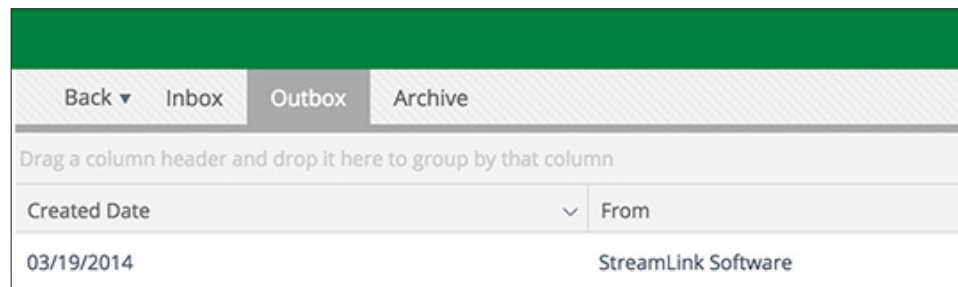 Back Inbox Outbox Archive
Drag a column header and drop it here to group by that column
Created Date From
03/19/2014 StreamLink Software